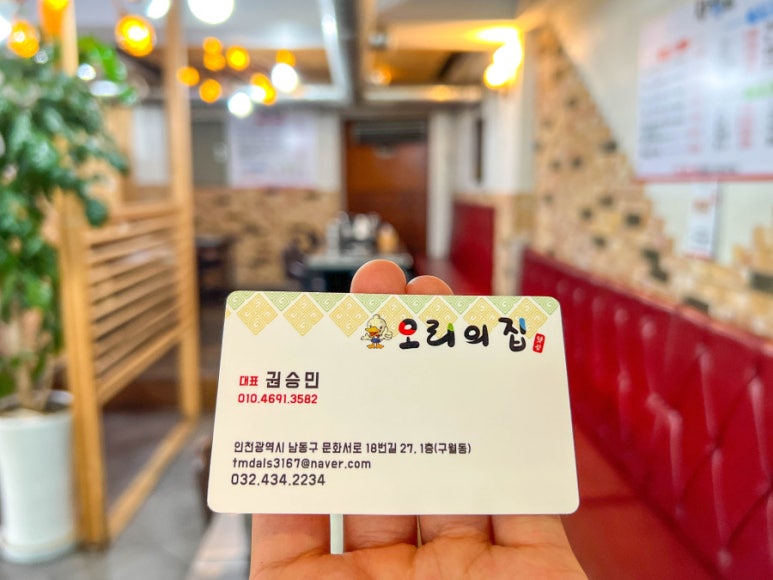 오리의집
대표 권승민
010.4691.3582
인천광역시 남동구 문화서로 18번길 27. 1층(구월동)
tmdals3167@naver.com
032.434.2234